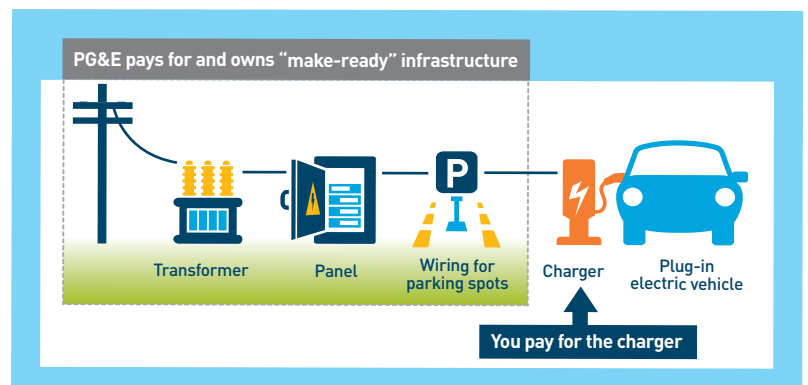 PG&E pays for and owns “make-ready” infrastructure
P
Transformer
Panel
Wiring for
parking spots
Charger
Plug-in
electric vehicle
You pay for the charger